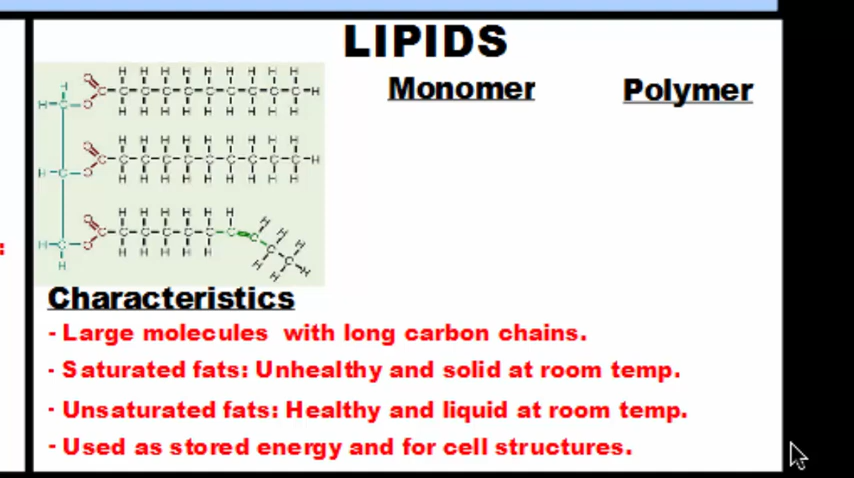 LIPIDS
Monomer Polymer
Characteristics
- Large molecules with long carbon chains.
- Saturated fats: Unhealthy and solid at room temp.
- Unsaturated fats: Healthy and liquid at room temp.
- Used as stored energy and for cell structures.